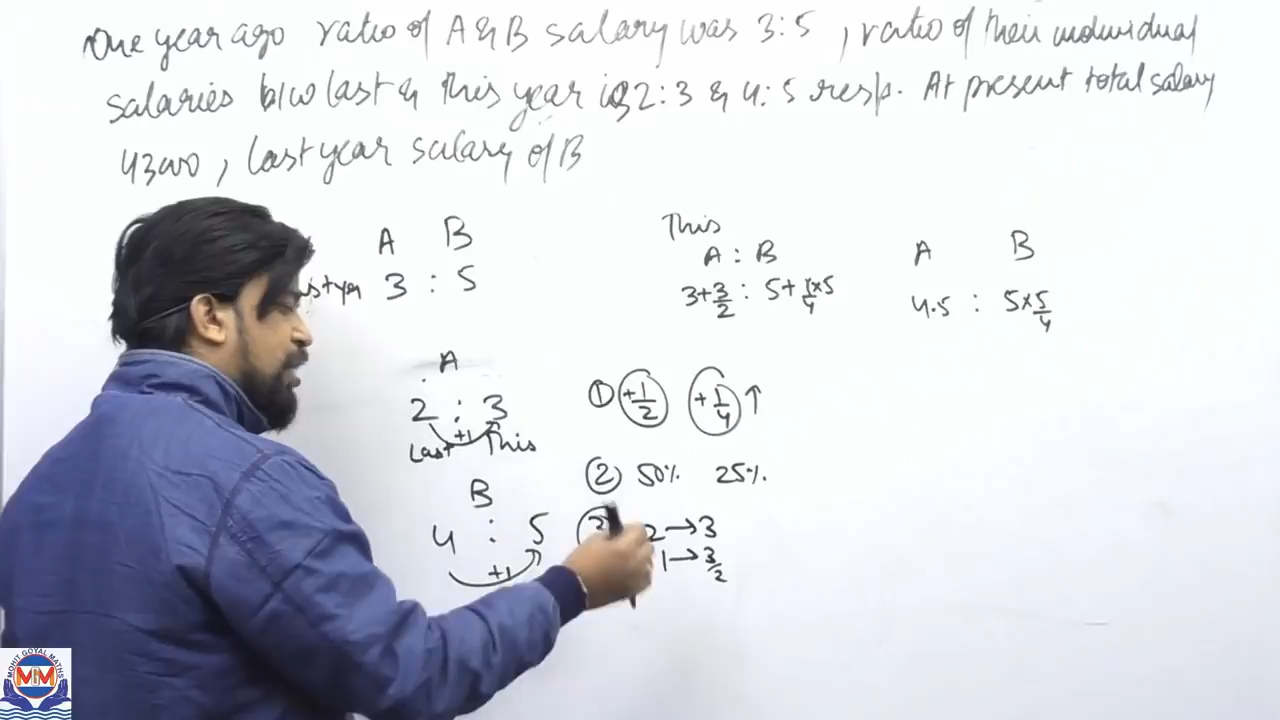 One year ago ratio of A & B salary was 3:5 , ratio of their individual
salaries b/w last & this year is 2:3 & 4:5 resp. At present total salary
43000 , last year salary of B
A B
3 : 5
This
A : B
3+3/2 : 5+1/4×5
A B
4.5 : 5×5/4
A
2 : 3
+1
Last This
B
4 : 5
+1
① +1/2 +1/4 ↑
② 50% 25%
2→3
1→3/2
MOHIT GOYAL MATHS
MM